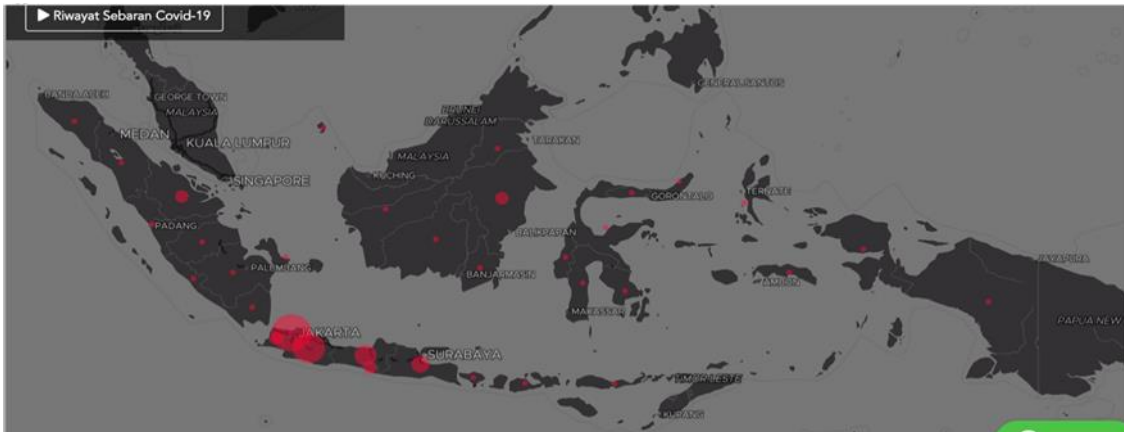 ▶ Riwayat Sebaran Covid-19
BANDA ACEH
GEORGE TOWN
MALAYSIA
MEDAN
KUALA LUMPUR
SINGAPORE
PADANG
PALEMBANG
JAKARTA
SURABAYA
BRUNEI
DARUSSALAM
TARAKAN
MALAYSIA
KUCHING
BALIKPAPAN
BANJARMASIN
GENERAL SANTOS
GORONTALO
TERNATE
MAKASSAR
AMBON
JAYAPURA
PAPUA NEW
TIMOR-LESTE
KUPANG